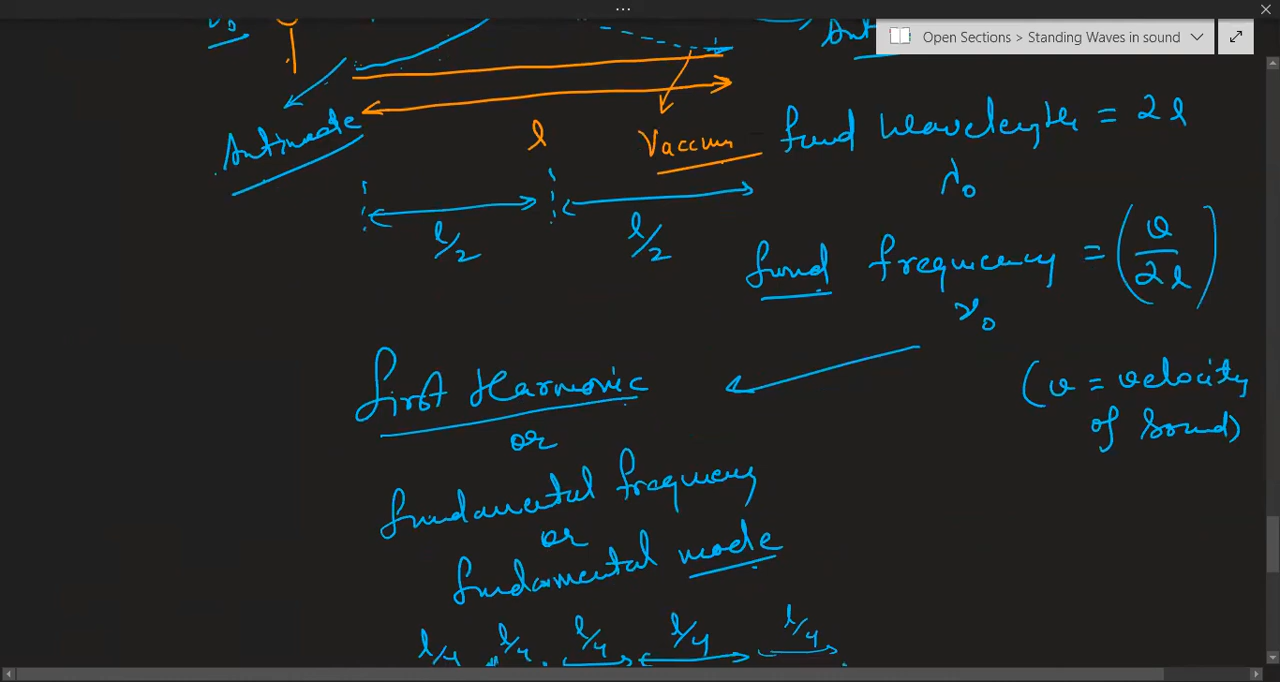 ν₀
Open Sections > Standing Waves in sound
Antinode
l
Vaccum
fund wavelength = 2l
λ₀
l/2
l/2
fund frequency = (v/2l)
ν₀
First Harmonic
(v = velocity
of sound)
or
fundamental frequency
or
fundamental mode
l/4 l/4 l/4 l/4 l/4